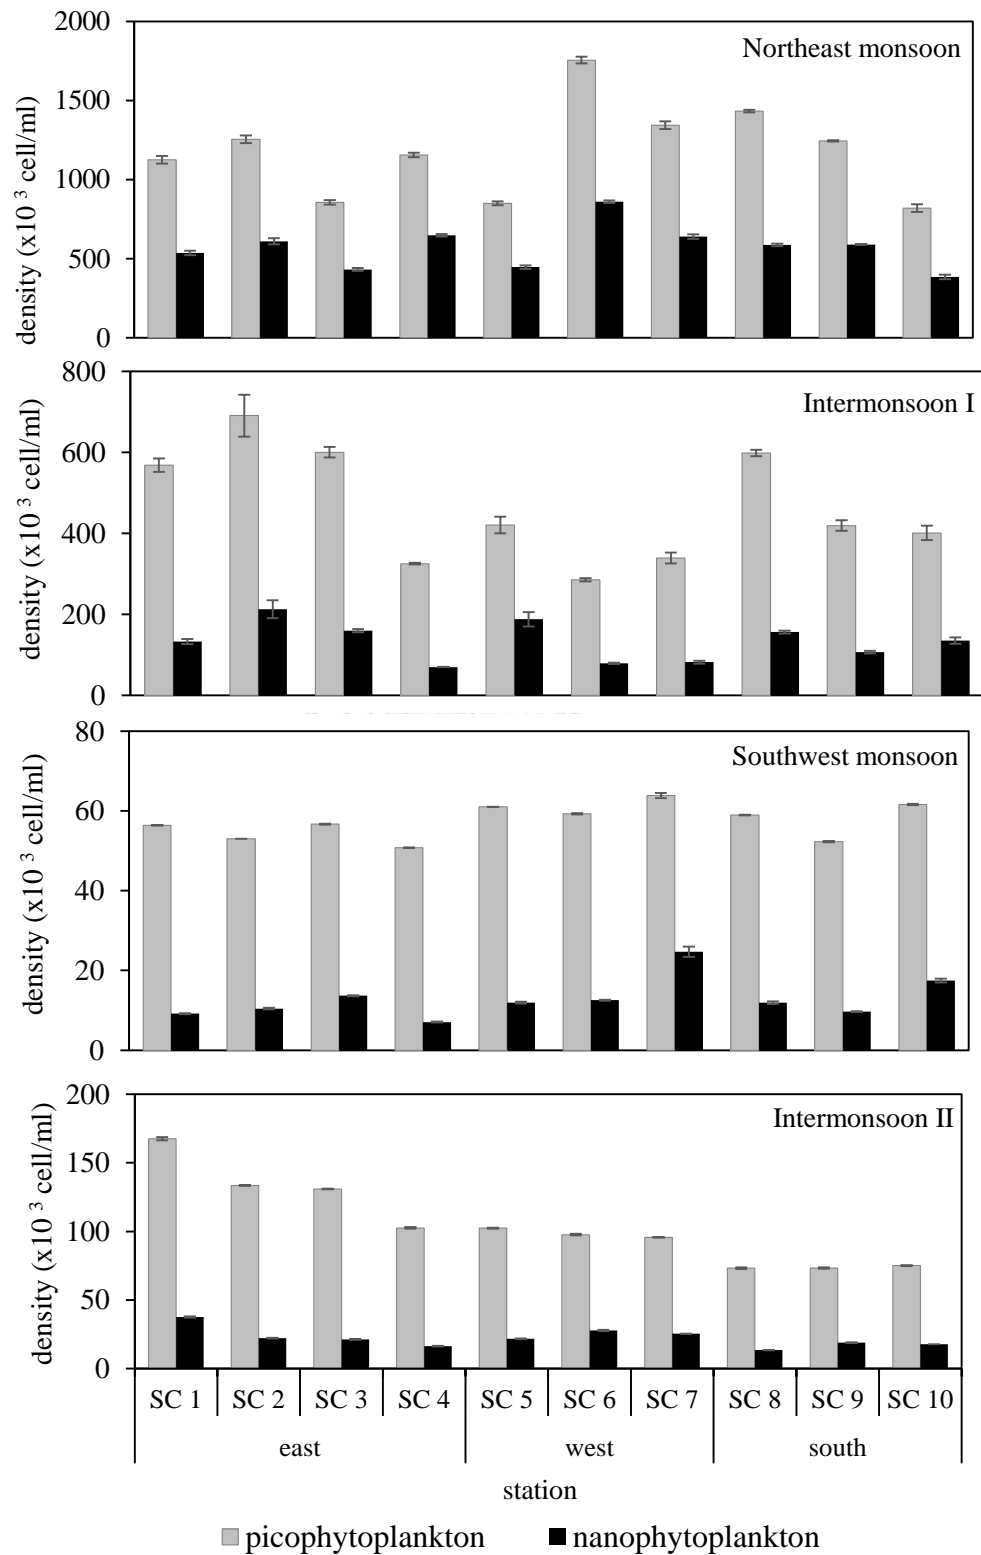 2000
Northeast monsoon
1500
1000
500
0
density (x10 3 cell/ml)
800
Intermonsoon I
600
400
200
0
density (x10 3 cell/ml)
80
Southwest monsoon
60
40
20
0
density (x10 3 cell/ml)
200
Intermonsoon II
150
100
50
0
density (x10 3 cell/ml)
SC 1 SC 2 SC 3 SC 4 SC 5 SC 6 SC 7 SC 8 SC 9 SC 10
east west south
station
picophytoplankton nanophytoplankton